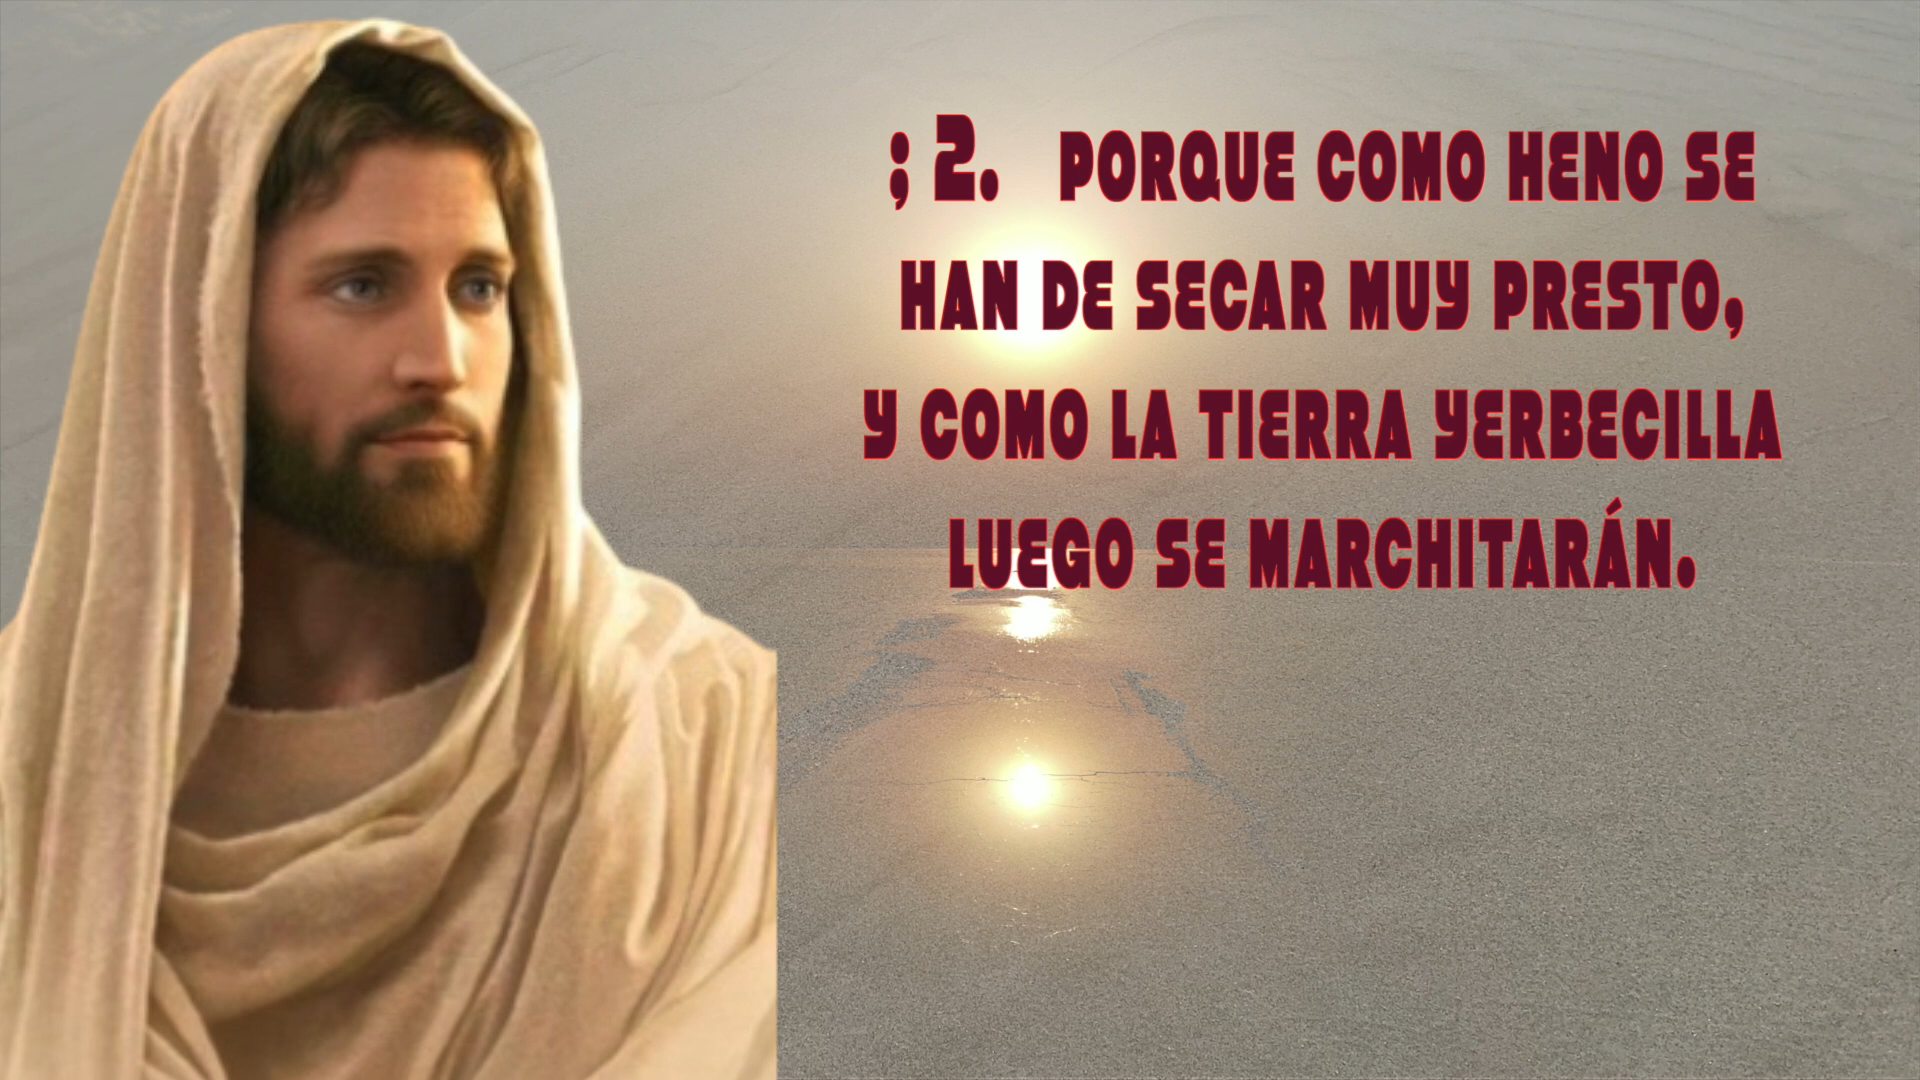 ; 2. PORQUE COMO HENO SE
HAN DE SECAR MUY PRESTO,
Y COMO LA TIERRA YERBECILLA
LUEGO SE MARCHITARÁN.